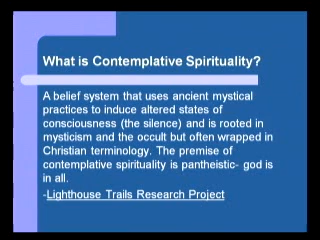 What is Contemplative Spirituality?
A belief system that uses ancient mystical
practices to induce altered states of
consciousness (the silence) and is rooted in
mysticism and the occult but often wrapped in
Christian terminology. The premise of
contemplative spirituality is pantheistic- god is
in all.
-Lighthouse Trails Research Project